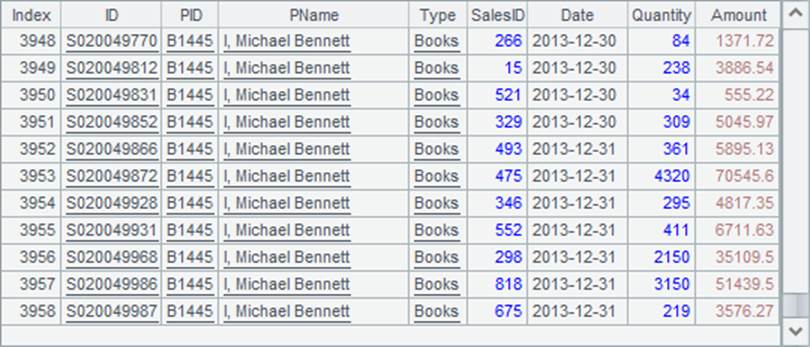 Index ID PID PName Type SalesID Date Quantity Amount
3948 S020049770 B1445 I, Michael Bennett Books 266 2013-12-30 84 1371.72
3949 S020049812 B1445 I, Michael Bennett Books 15 2013-12-30 238 3886.54
3950 S020049831 B1445 I, Michael Bennett Books 521 2013-12-30 34 555.22
3951 S020049852 B1445 I, Michael Bennett Books 329 2013-12-30 309 5045.97
3952 S020049866 B1445 I, Michael Bennett Books 493 2013-12-31 361 5895.13
3953 S020049872 B1445 I, Michael Bennett Books 475 2013-12-31 4320 70545.6
3954 S020049928 B1445 I, Michael Bennett Books 346 2013-12-31 295 4817.35
3955 S020049931 B1445 I, Michael Bennett Books 552 2013-12-31 411 6711.63
3956 S020049968 B1445 I, Michael Bennett Books 298 2013-12-31 2150 35109.5
3957 S020049986 B1445 I, Michael Bennett Books 818 2013-12-31 3150 51439.5
3958 S020049987 B1445 I, Michael Bennett Books 675 2013-12-31 219 3576.27